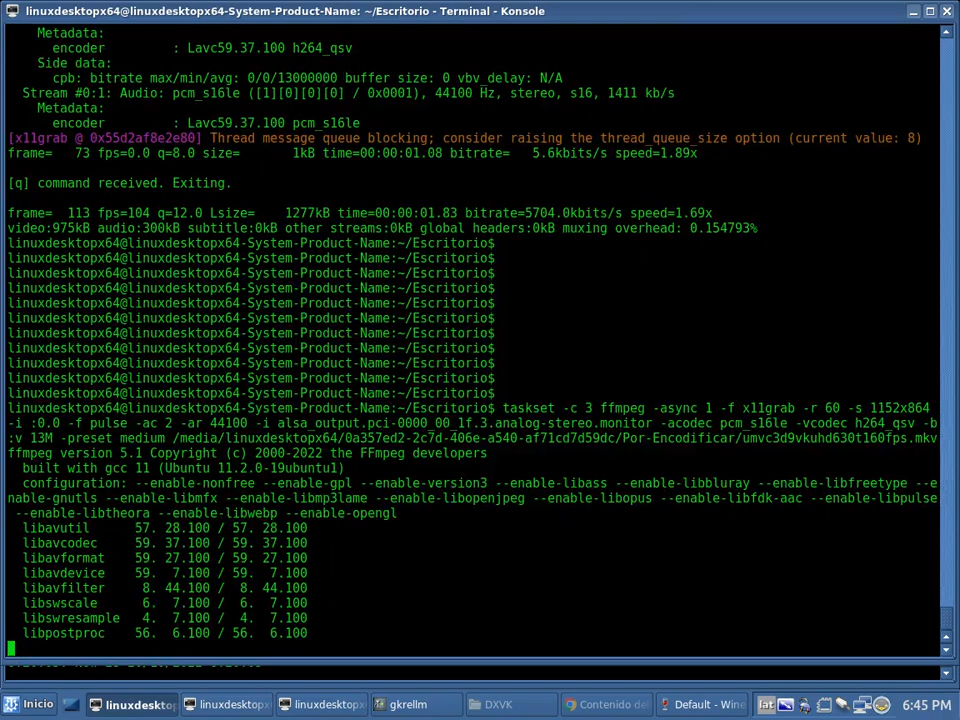 linuxdesktopx64@linuxdesktopx64-System-Product-Name: ~/Escritorio - Terminal - Konsole
Metadata:
encoder : Lavc59.37.100 h264_qsv
Side data:
cpb: bitrate max/min/avg: 0/0/13000000 buffer size: 0 vbv_delay: N/A
Stream #0:1: Audio: pcm_s16le ([1][0][0][0] / 0x0001), 44100 Hz, stereo, s16, 1411 kb/s
Metadata:
encoder : Lavc59.37.100 pcm_s16le
[x11grab @ 0x55d2af8e2e80] Thread message queue blocking; consider raising the thread_queue_size option (current value: 8)
frame= 73 fps=0.0 q=8.0 size= 1kB time=00:00:01.08 bitrate= 5.6kbits/s speed=1.89x
[q] command received. Exiting.
frame= 113 fps=104 q=12.0 Lsize= 1277kB time=00:00:01.83 bitrate=5704.0kbits/s speed=1.69x
video:975kB audio:300kB subtitle:0kB other streams:0kB global headers:0kB muxing overhead: 0.154793%
linuxdesktopx64@linuxdesktopx64-System-Product-Name:~/Escritorio$
linuxdesktopx64@linuxdesktopx64-System-Product-Name:~/Escritorio$
linuxdesktopx64@linuxdesktopx64-System-Product-Name:~/Escritorio$
linuxdesktopx64@linuxdesktopx64-System-Product-Name:~/Escritorio$
linuxdesktopx64@linuxdesktopx64-System-Product-Name:~/Escritorio$
linuxdesktopx64@linuxdesktopx64-System-Product-Name:~/Escritorio$
linuxdesktopx64@linuxdesktopx64-System-Product-Name:~/Escritorio$
linuxdesktopx64@linuxdesktopx64-System-Product-Name:~/Escritorio$
linuxdesktopx64@linuxdesktopx64-System-Product-Name:~/Escritorio$
linuxdesktopx64@linuxdesktopx64-System-Product-Name:~/Escritorio$
linuxdesktopx64@linuxdesktopx64-System-Product-Name:~/Escritorio$
linuxdesktopx64@linuxdesktopx64-System-Product-Name:~/Escritorio$ taskset -c 3 ffmpeg -async 1 -f x11grab -r 60 -s 1152x864
-i :0.0 -f pulse -ac 2 -ar 44100 -i alsa_output.pci-0000_00_1f.3.analog-stereo.monitor -acodec pcm_s16le -vcodec h264_qsv -b
:v 13M -preset medium /media/linuxdesktopx64/0a357ed2-2c7d-406e-a540-af71cd7d59dc/Por-Encodificar/umvc3d9vkuhd630t160fps.mkv
ffmpeg version 5.1 Copyright (c) 2000-2022 the FFmpeg developers
built with gcc 11 (Ubuntu 11.2.0-19ubuntu1)
configuration: --enable-nonfree --enable-gpl --enable-version3 --enable-libass --enable-libbluray --enable-libfreetype --e
nable-gnutls --enable-libmfx --enable-libmp3lame --enable-libopenjpeg --enable-libopus --enable-libfdk-aac --enable-libpulse
--enable-libtheora --enable-libwebp --enable-opengl
libavutil 57. 28.100 / 57. 28.100
libavcodec 59. 37.100 / 59. 37.100
libavformat 59. 27.100 / 59. 27.100
libavdevice 59. 7.100 / 59. 7.100
libavfilter 8. 44.100 / 8. 44.100
libswscale 6. 7.100 / 6. 7.100
libswresample 4. 7.100 / 4. 7.100
libpostproc 56. 6.100 / 56. 6.100
Inicio linuxdesktop linuxdesktop linuxdesktop gkrellm DXVK Contenido de Default - Wine lat 6:45 PM